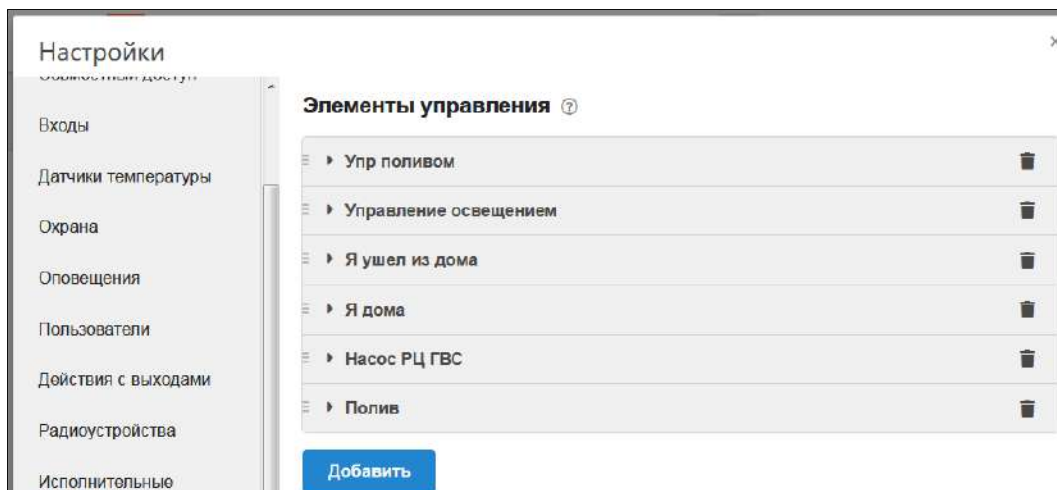 Настройки
Входы
Датчики температуры
Охрана
Оповещения
Пользователи
Действия с выходами
Радиоустройства
Исполнительные
Элементы управления
Упр поливом
Управление освещением
Я ушел из дома
Я дома
Насос РЦ ГВС
Полив
Добавить